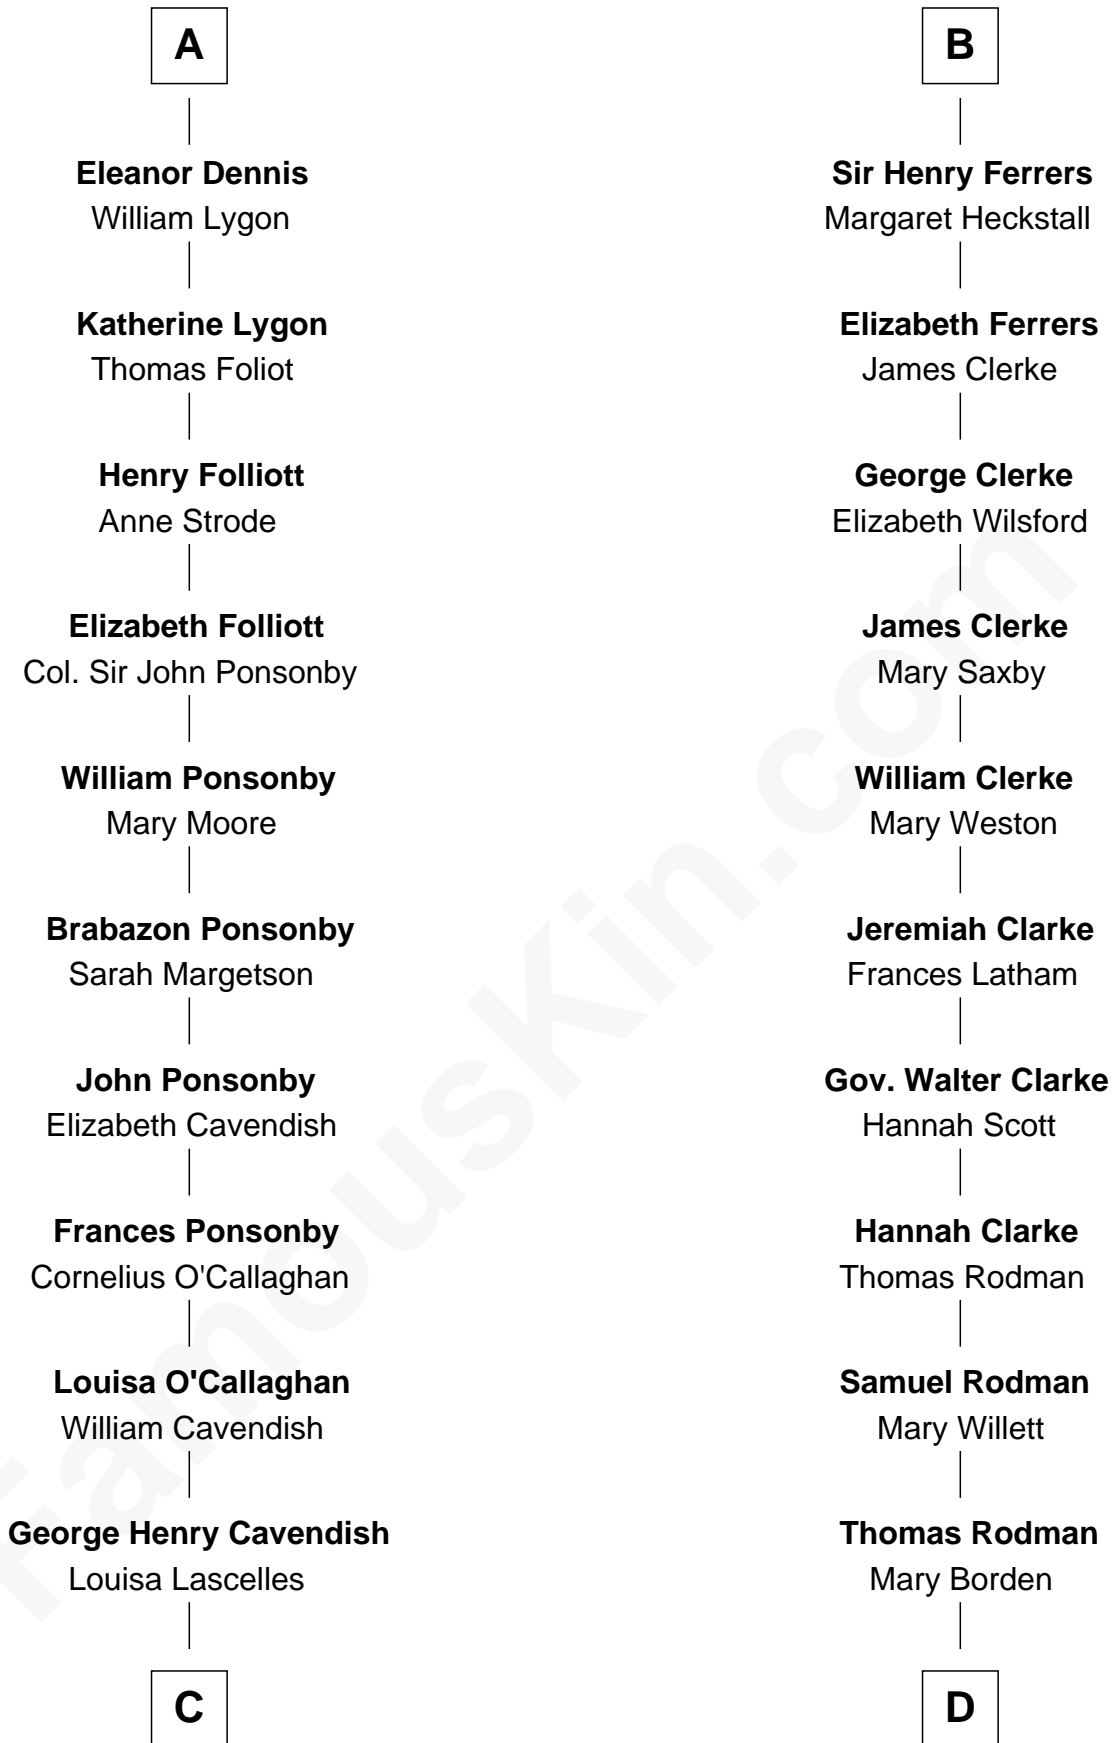 A
Eleanor Dennis
William Lygon
Katherine Lygon
Thomas Foliot
Henry Folliott
Anne Strode
Elizabeth Folliott
Col. Sir John Ponsonby
William Ponsonby
Mary Moore
Brabazon Ponsonby
Sarah Margetson
John Ponsonby
Elizabeth Cavendish
Frances Ponsonby
Cornelius O'Callaghan
Louisa O'Callaghan
William Cavendish
George Henry Cavendish
Louisa Lascelles
C
B
Sir Henry Ferrers
Margaret Heckstall
Elizabeth Ferrers
James Clerke
George Clerke
Elizabeth Wilsford
James Clerke
Mary Saxby
William Clerke
Mary Weston
Jeremiah Clarke
Frances Latham
Gov. Walter Clarke
Hannah Scott
Hannah Clarke
Thomas Rodman
Samuel Rodman
Mary Willett
Thomas Rodman
Mary Borden
D
FamousKin.com